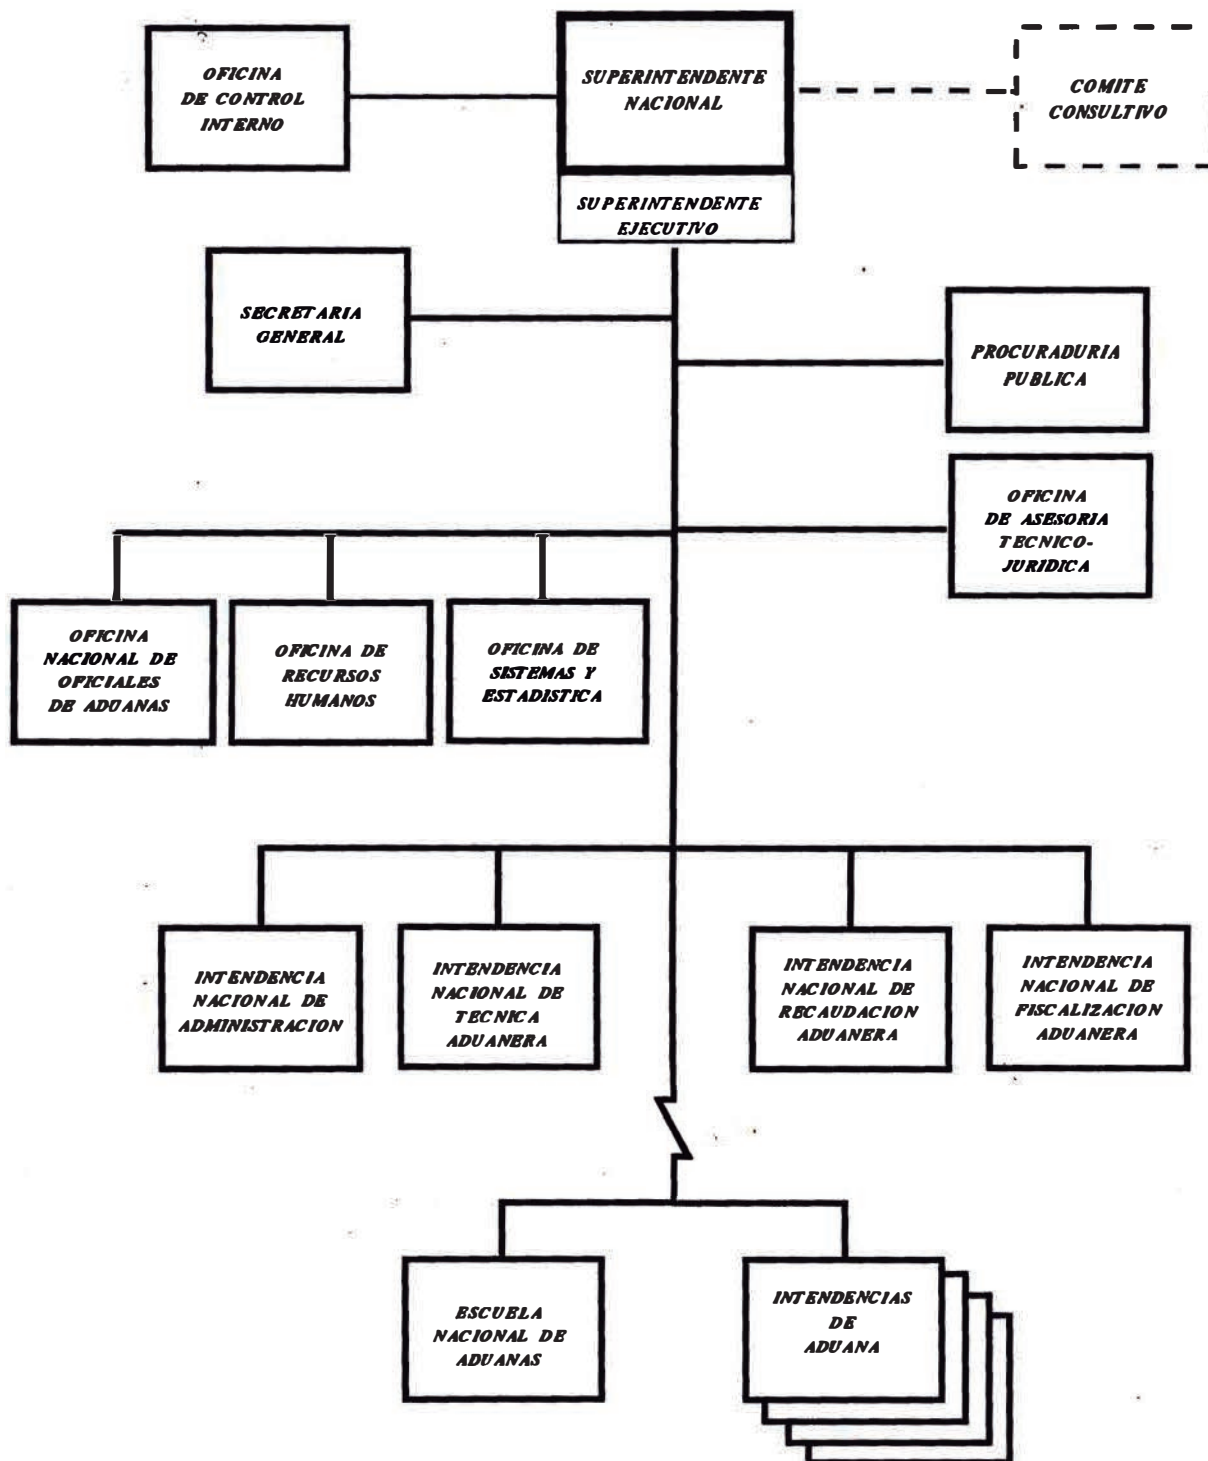 OFICINA
DE CONTROL
INTERNO
SUPERINTENDENTE
NACIONAL
COMITE
CONSULTIVO
SUPERINTENDENTE
EJECUTIVO
SECRETARIA
GENERAL
PROCURADURIA
PUBLICA
OFICINA
DE ASESORIA
TECNICO-
JURIDICA
OFICINA
NACIONAL DE
OFICIALES
DE ADUANAS
OFICINA DE
RECURSOS
HUMANOS
OFICINA DE
SISTEMAS Y
ESTADISTICA
INTENDENCIA
NACIONAL DE
ADMINISTRACION
INTENDENCIA
NACIONAL DE
TECNICA
ADUANERA
INTENDENCIA
NACIONAL DE
RECAUDACION
ADUANERA
INTENDENCIA
NACIONAL DE
FISCALIZACION
ADUANERA
ESCUELA
NACIONAL DE
ADUANAS
INTENDENCIAS
DE
ADUANA